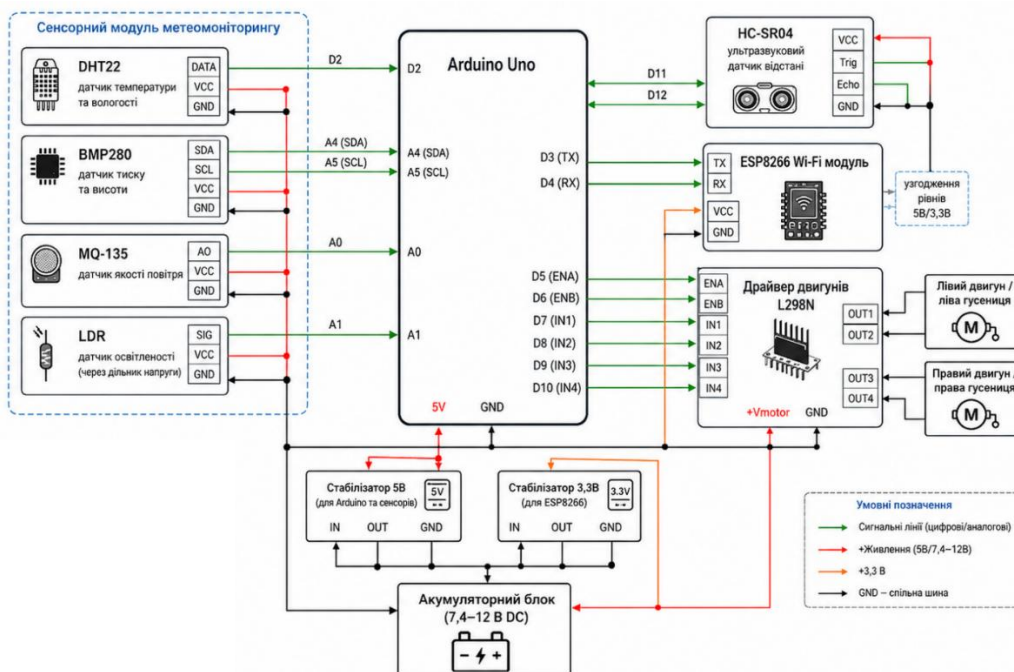 Сенсорний модуль метеомоніторингу
DHT22
датчик температури
та вологості
DATA
VCC
GND
D2
BMP280
датчик тиску
та висоти
SDA
SCL
VCC
GND
A4 (SDA)
A5 (SCL)
MQ-135
датчик якості повітря
AO
VCC
GND
A0
LDR
датчик освітленості
(через дільник напруги)
SIG
VCC
GND
A1
Arduino Uno
D2
A4 (SDA)
A5 (SCL)
A0
A1
D3 (TX)
D4 (RX)
D5 (ENA)
D6 (ENB)
D7 (IN1)
D8 (IN2)
D9 (IN3)
D10 (IN4)
5V
GND
D11
D12
HC-SR04
ультразвуковий
датчик відстані
VCC
Trig
Echo
GND
ESP8266 Wi-Fi модуль
TX
RX
VCC
GND
узгодження
рівнів
5В/3,3В
Драйвер двигунів
L298N
ENA
ENB
IN1
IN2
IN3
IN4
OUT1
OUT2
OUT3
OUT4
+Vmotor
GND
Лівий двигун /
ліва гусениця
M
Правий двигун /
права гусениця
M
Стабілізатор 5В
(для Arduino та сенсорів)
5V
IN
OUT
GND
Стабілізатор 3,3В
(для ESP8266)
3.3V
IN
OUT
GND
Акумуляторний блок
(7,4–12 В DC)
Умовні позначення
Сигнальні лінії (цифрові/аналогові)
+Живлення (5В/7,4–12В)
+3,3 В
GND – спільна шина